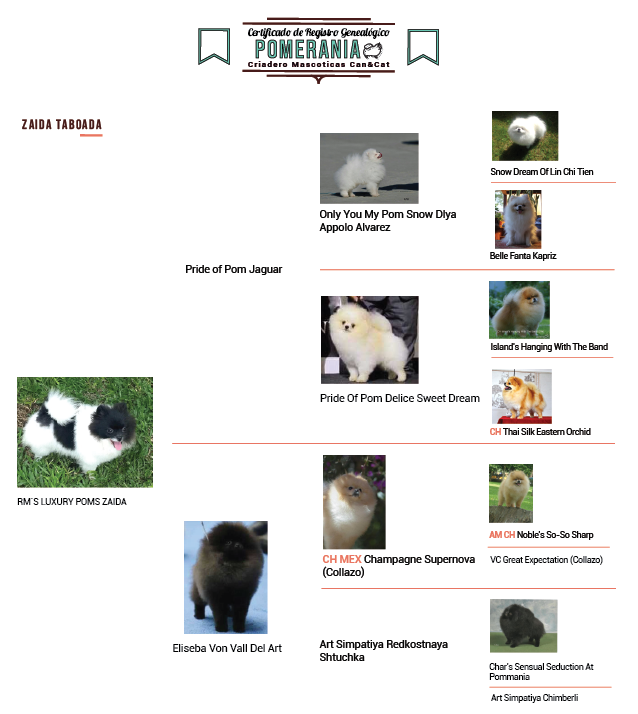 Certificado de Registro Genealógico
POMERANIA
Criadero Mascoticas Can&Cat
ZAIDA TABOADA
Snow Dream Of Lin Chi Tien
Only You My Pom Snow Dlya
Appolo Alvarez
Belle Fanta Kapriz
Pride of Pom Jaguar
Island's Hanging With The Band
Pride Of Pom Delice Sweet Dream
CH Thai Silk Eastern Orchid
RM`S LUXURY POMS ZAIDA
AM CH Noble's So-So Sharp
CH MEX Champagne Supernova
(Collazo)
VC Great Expectation (Collazo)
Eliseba Von Vall Del Art
Art Simpatiya Redkostnaya
Shtuchka
Char's Sensual Seduction At
Pommania
Art Simpatiya Chimberli